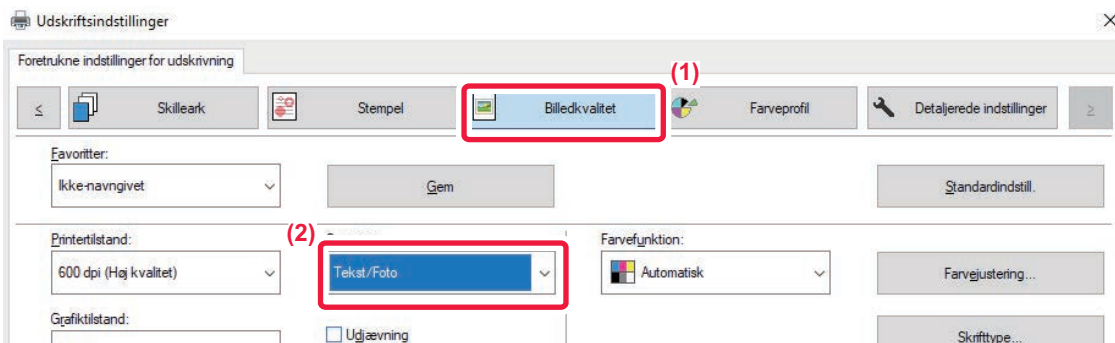 Udskriftsindstillinger
Foretrukne indstillinger for udskrivning
(1)
< Skilleark Stempel Billedkvalitet Farveprofil Detaljerede indstillinger >
Favoritter:
Ikke-navngivet Gem Standardindstill.
Printertilstand: (2) Farvefunktion:
600 dpi (Høj kvalitet) Tekst/Foto Automatisk Farvejustering...
Grafiktilstand:
Udjævning Skrifttype...